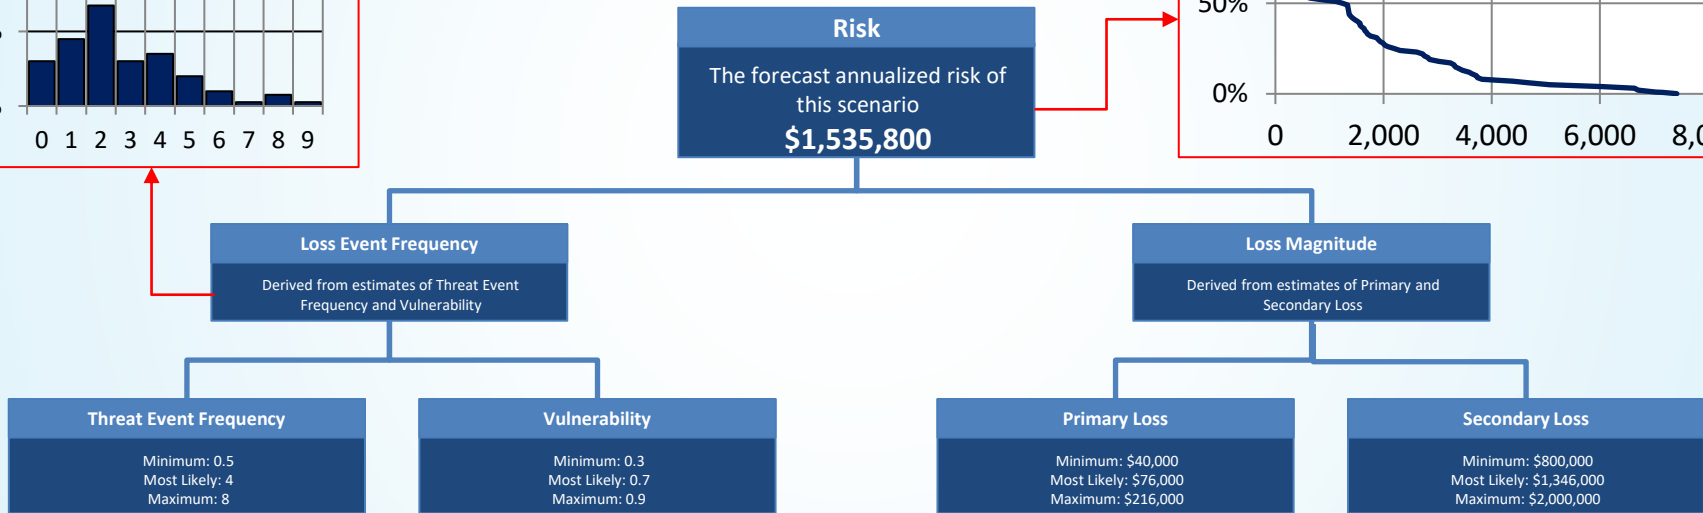 50%
0%
0 1 2 3 4 5 6 7 8 9
0 2,000 4,000 6,000
Risk
The forecast annualized risk of
this scenario
$1,535,800
Loss Event Frequency
Derived from estimates of Threat Event
Frequency and Vulnerability
Loss Magnitude
Derived from estimates of Primary and
Secondary Loss
Threat Event Frequency
Minimum: 0.5
Most Likely: 4
Maximum: 8
Vulnerability
Minimum: 0.3
Most Likely: 0.7
Maximum: 0.9
Primary Loss
Minimum: $40,000
Most Likely: $76,000
Maximum: $216,000
Secondary Loss
Minimum: $800,000
Most Likely: $1,346,000
Maximum: $2,000,000